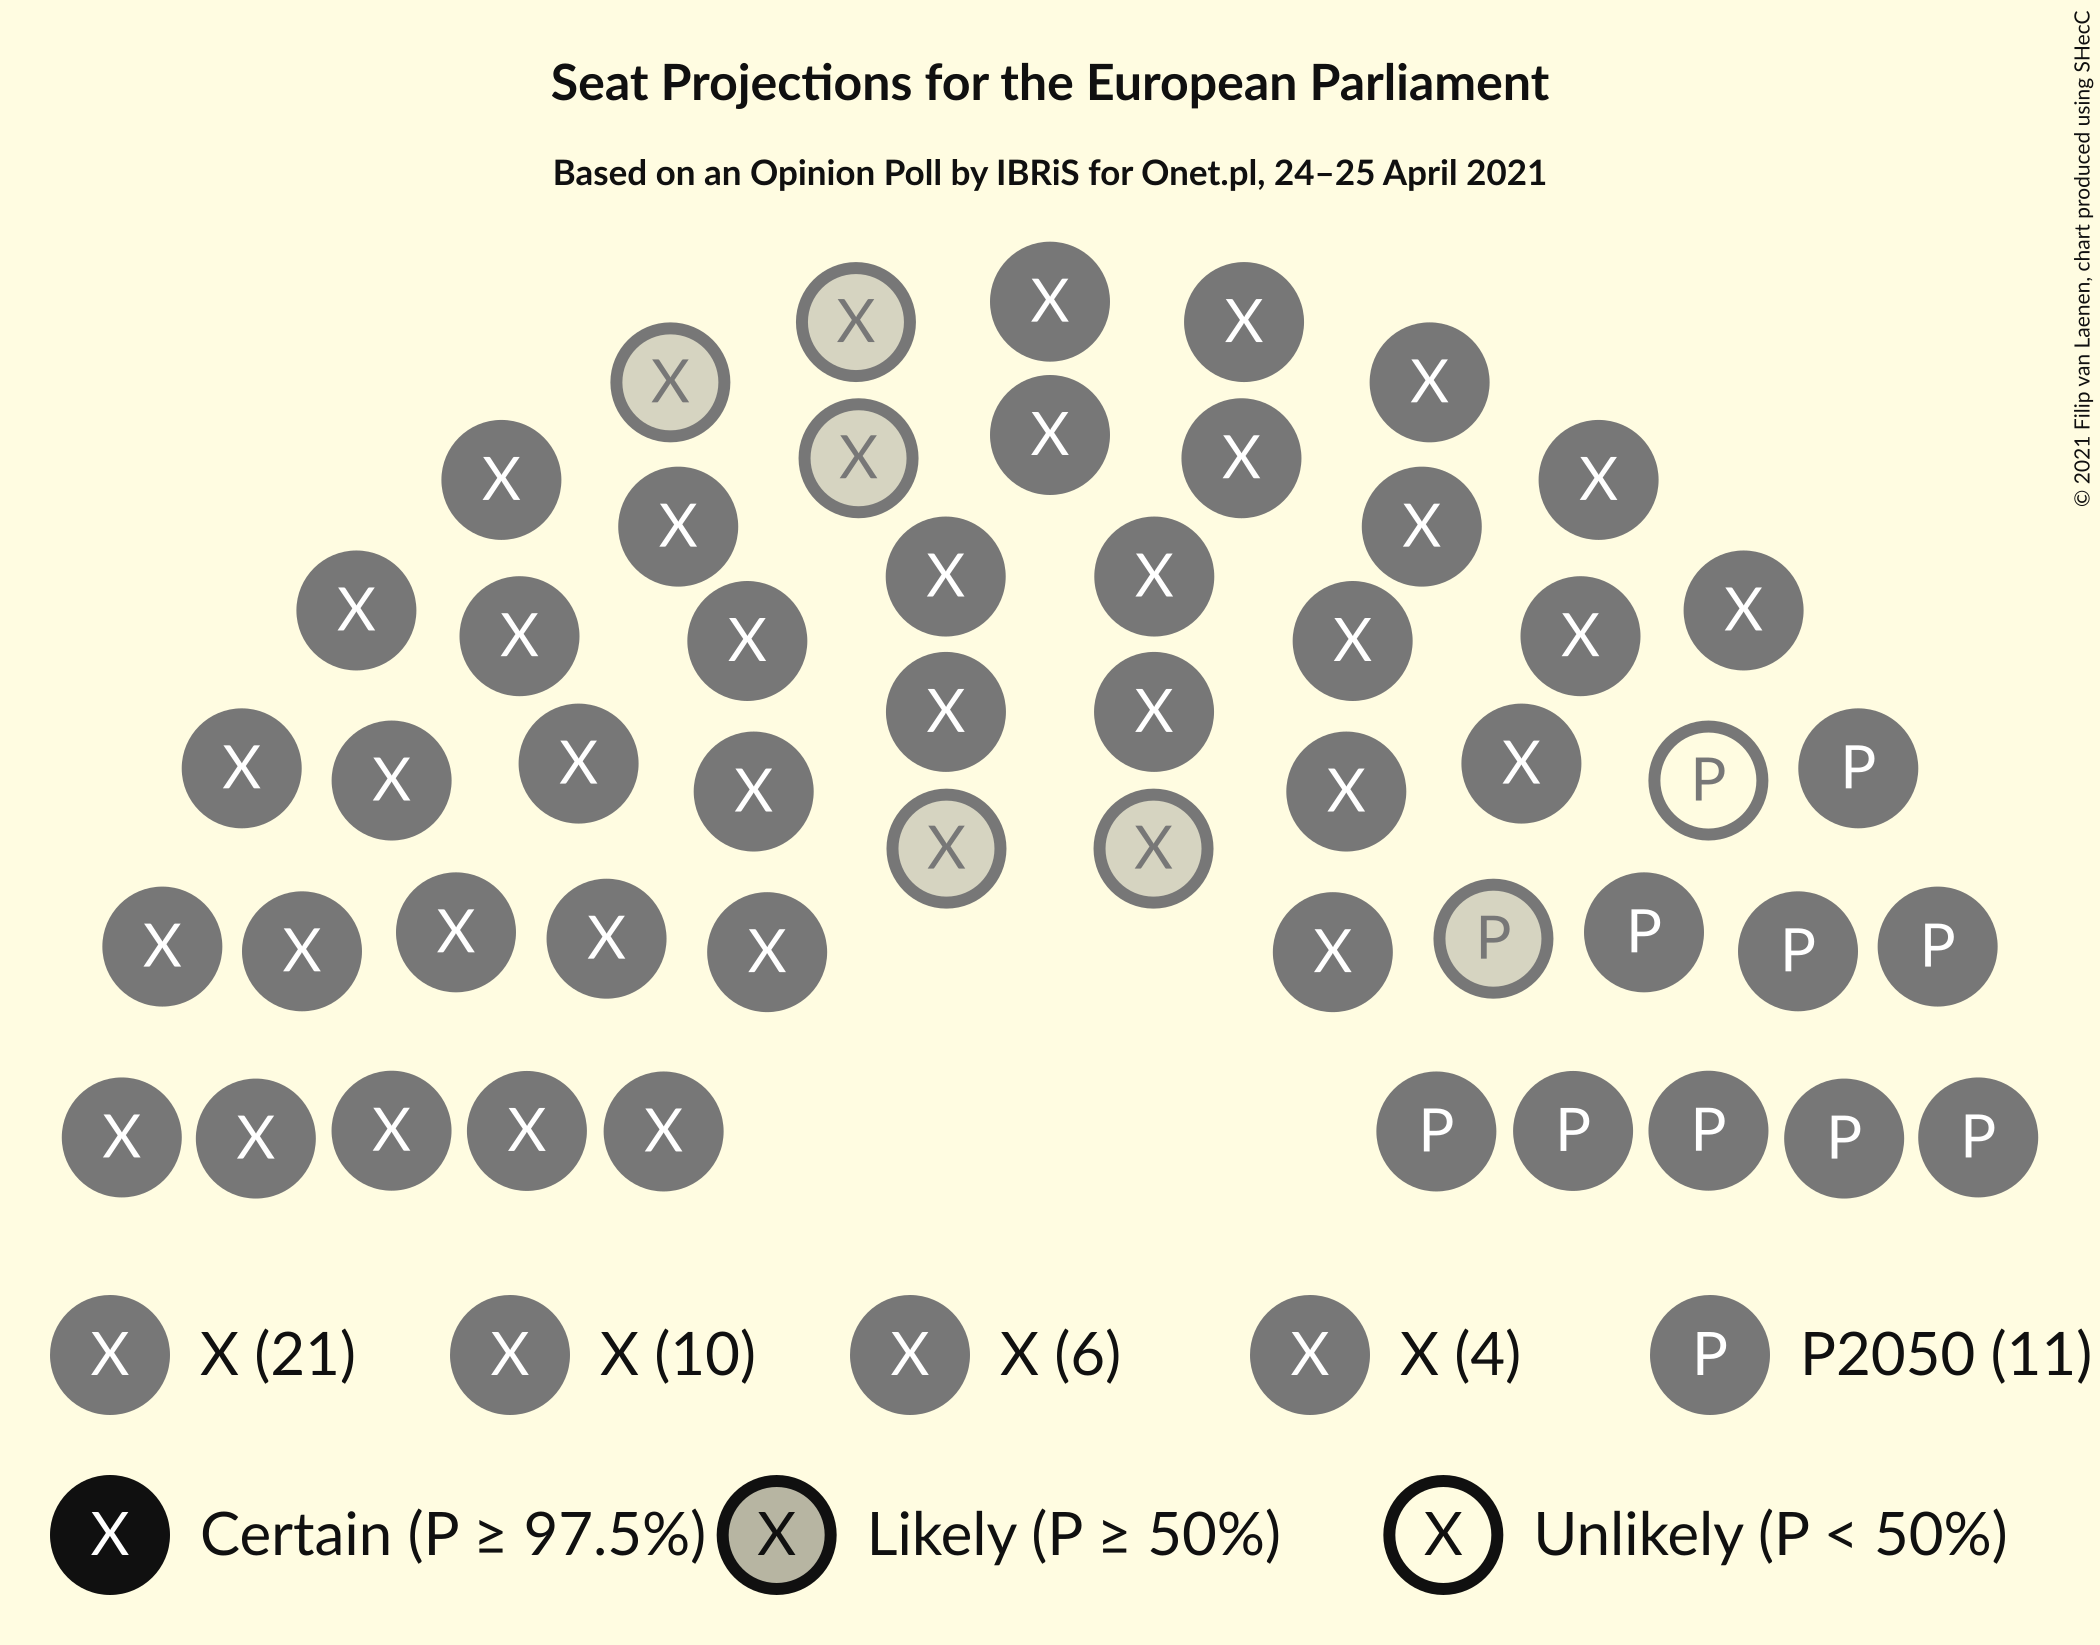 Seat Projections for the European Parliament
Based on an Opinion Poll by IBRiS for Onet.pl, 24–25 April 2021
© 2021 Filip van Laenen, chart produced using SHecC
X X X
X X
X X X
X X
X X
X X
X X X X
X X
X X X X
X X
X X X X
X X X P P
X X
X X X X X X P P P P
X X X X X P P P P P
X X (21) X X (10) X X (6) X X (4) P P2050 (11)
X Certain (P ≥ 97.5%) X Likely (P ≥ 50%) X Unlikely (P < 50%)